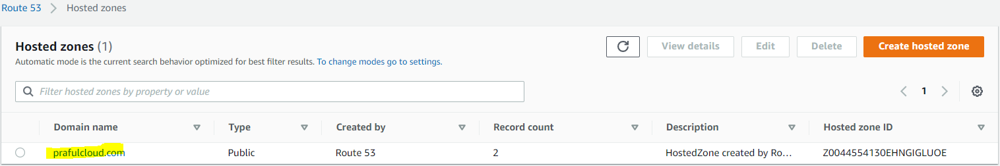 Route 53 > Hosted zones
Hosted zones (1)
View details Edit Delete Create hosted zone
Automatic mode is the current search behavior optimized for best filter results. To change modes go to settings.
Filter hosted zones by property or value
< 1 >
Domain name Type Created by Record count Description Hosted zone ID
prafulcloud.com Public Route 53 2 HostedZone created by Ro... Z0044554130EHNGIGLUOE